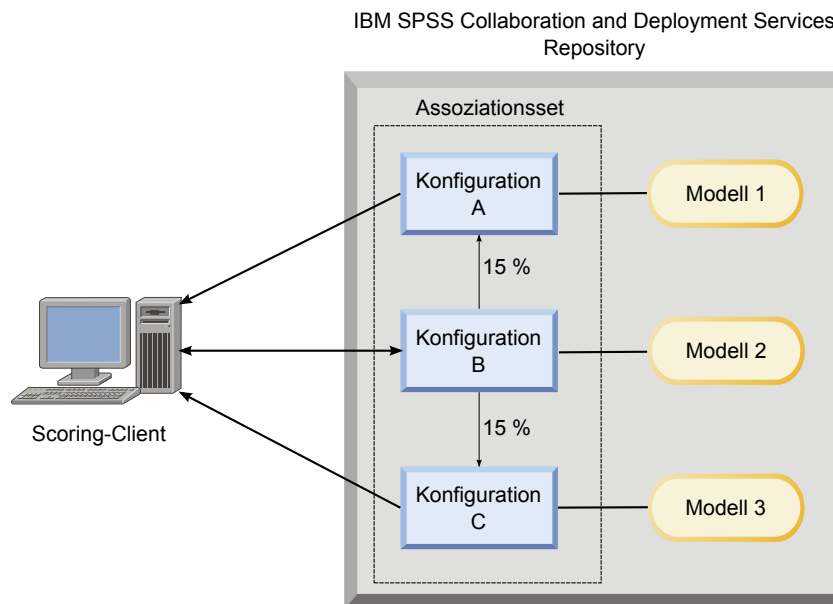 IBM SPSS Collaboration and Deployment Services
Repository
Assoziationsset
Konfiguration
A
Modell 1
15 %
Konfiguration
B
Modell 2
Scoring-Client
15 %
Konfiguration
C
Modell 3